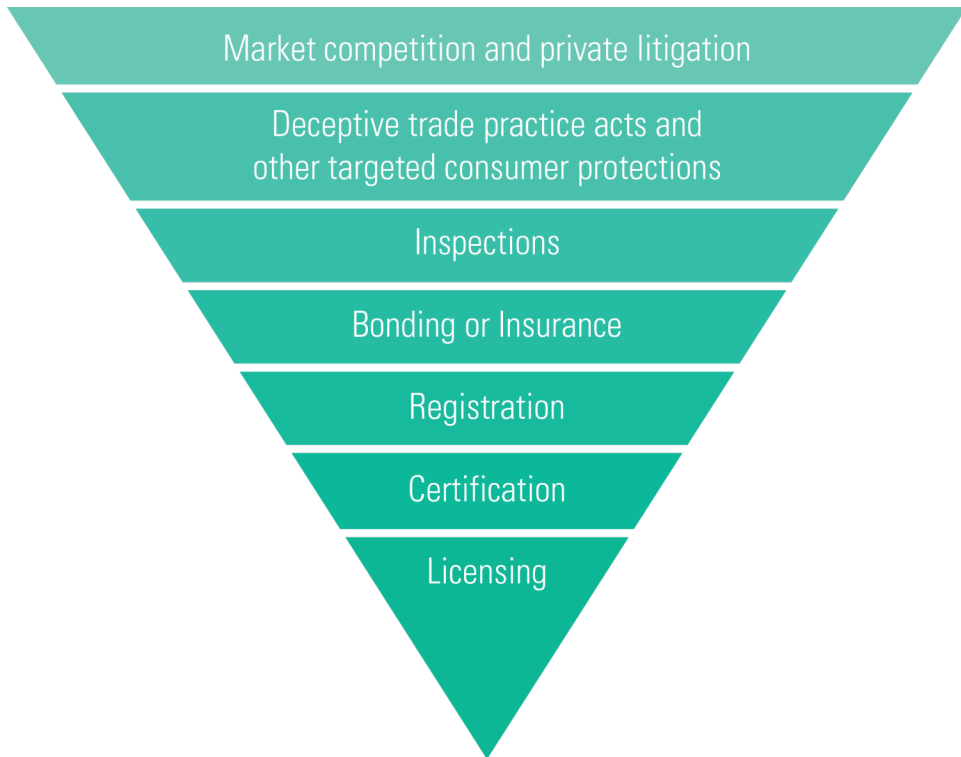 Market competition and private litigation
Deceptive trade practice acts and
other targeted consumer protections
Inspections
Bonding or Insurance
Registration
Certification
Licensing